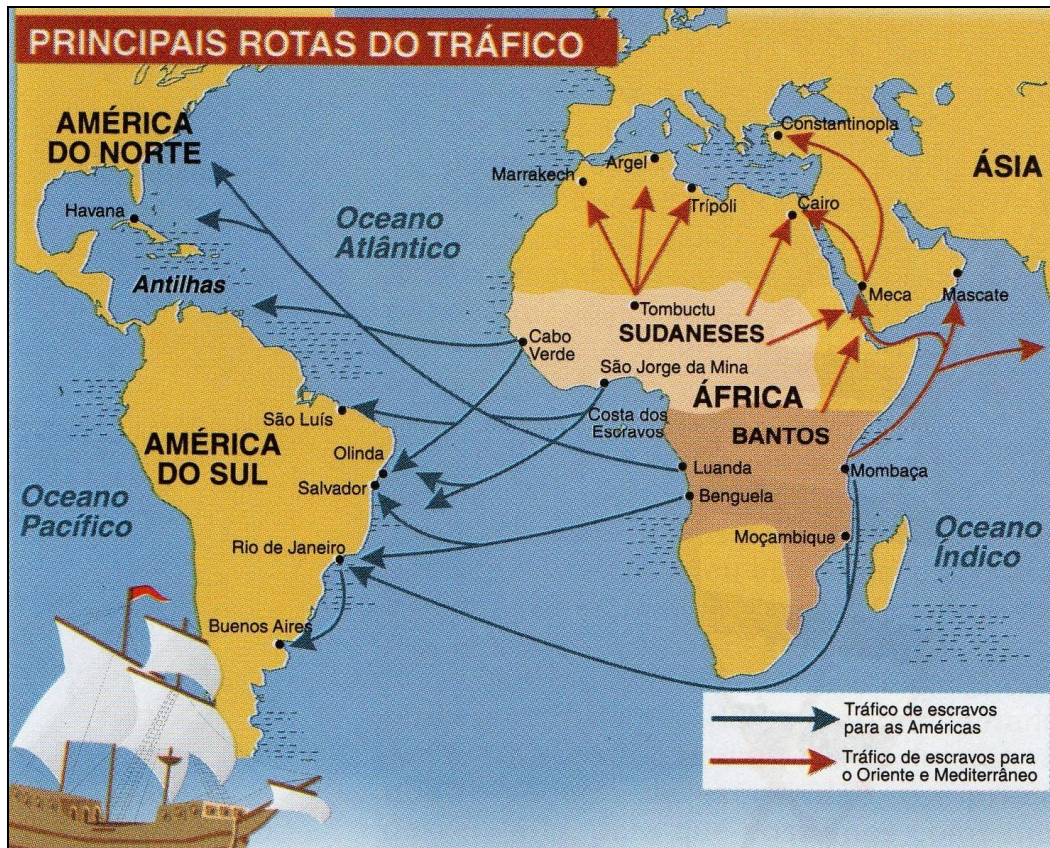 PRINCIPAIS ROTAS DO TRÁFICO
AMÉRICA
DO NORTE
Havana
Antilhas
Oceano
Atlântico
Marrakech
Argel
Trípoli
Constantinopla
Cairo
ÁSIA
Meca
Mascate
Tombuctu
SUDANESES
Cabo
Verde
São Jorge da Mina
ÁFRICA
Costa dos
Escravos
BANTOS
São Luís
AMÉRICA
DO SUL
Olinda
Salvador
Luanda
Benguela
Mombaça
Oceano
Pacífico
Rio de Janeiro
Moçambique
Oceano
Índico
Buenos Aires
Tráfico de escravos
para as Américas
Tráfico de escravos para
o Oriente e Mediterrâneo